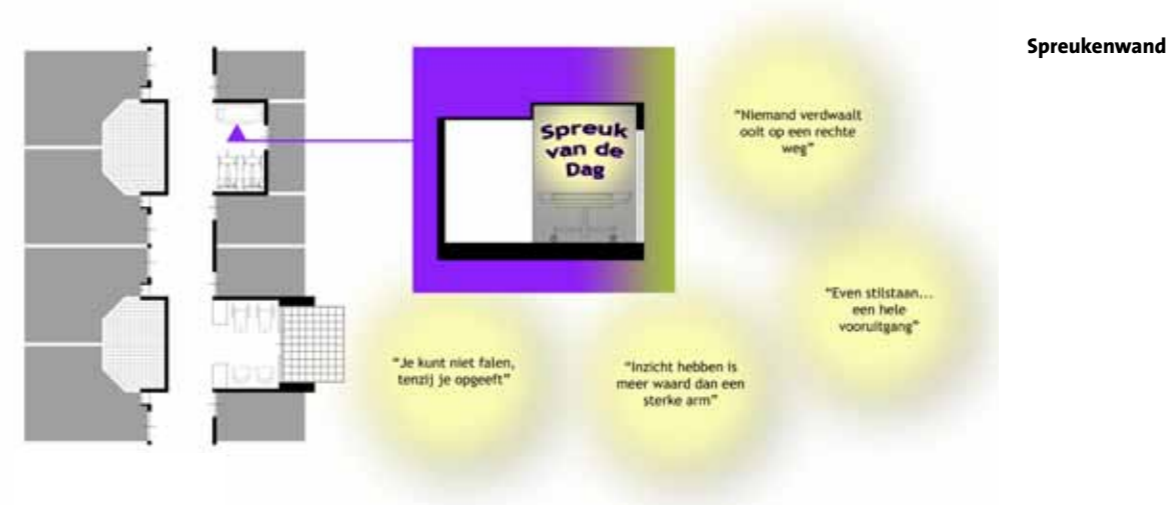 Spreukenwand
Spreuk
van de
Dag
“Niemand verdwaalt
ooit op een rechte
weg”
“Even stilstaan...
een hele
vooruitgang”
“Je kunt niet falen,
tenzij je opgeeft”
“Inzicht hebben is
meer waard dan een
sterke arm”